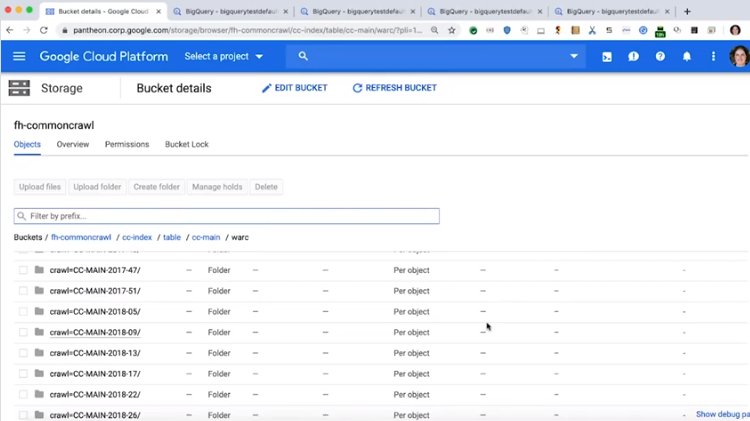 Bucket details - Google Cloud
BigQuery - bigquerytestdefault
BigQuery - bigquerytestdefault
BigQuery - bigquerytestdefault
BigQuery - bigquerytestdefault
pantheon.corp.google.com/storage/browser/fh-commoncrawl/cc-index/table/cc-main/warc/?pli=1...
Google Cloud Platform
Select a project
Storage
Bucket details
EDIT BUCKET
REFRESH BUCKET
fh-commoncrawl
Objects
Overview
Permissions
Bucket Lock
Upload files
Upload folder
Create folder
Manage holds
Delete
Filter by prefix...
Buckets / fh-commoncrawl / cc-index / table / cc-main / warc
crawl=CC-MAIN-2017-47/ — Folder — — Per object — — -
crawl=CC-MAIN-2017-51/ — Folder — — Per object — — -
crawl=CC-MAIN-2018-05/ — Folder — — Per object — — -
crawl=CC-MAIN-2018-09/ — Folder — — Per object — — -
crawl=CC-MAIN-2018-13/ — Folder — — Per object — — -
crawl=CC-MAIN-2018-17/ — Folder — — Per object — — -
crawl=CC-MAIN-2018-22/ — Folder — — Per object — — -
crawl=CC-MAIN-2018-26/ — Folder — — Per object — — -
Show debug pa